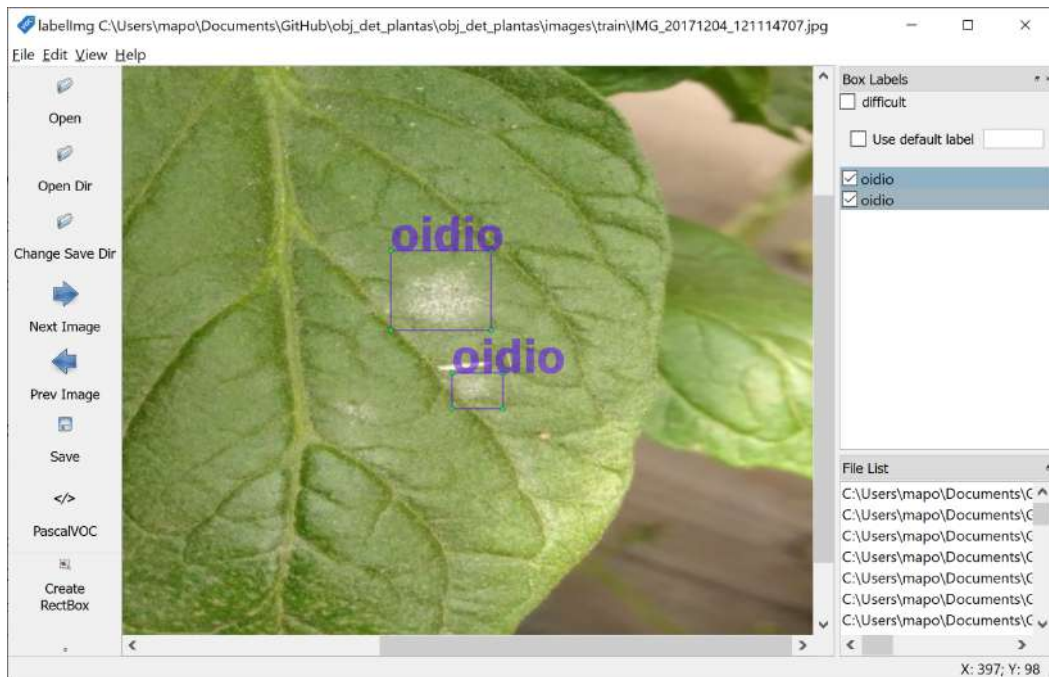 labelImg C:\Users\mapo\Documents\GitHub\obj_det_plantas\obj_det_plantas\images\train\IMG_20171204_121114707.jpg
File Edit View Help
Open
Open Dir
Change Save Dir
Next Image
Prev Image
Save
</>
PascalVOC
Create
RectBox
oidio
oidio
Box Labels
difficult
Use default label
oidio
oidio
File List
C:\Users\mapo\Documents\G
C:\Users\mapo\Documents\G
C:\Users\mapo\Documents\G
C:\Users\mapo\Documents\G
C:\Users\mapo\Documents\G
C:\Users\mapo\Documents\G
C:\Users\mapo\Documents\G
X: 397; Y: 98